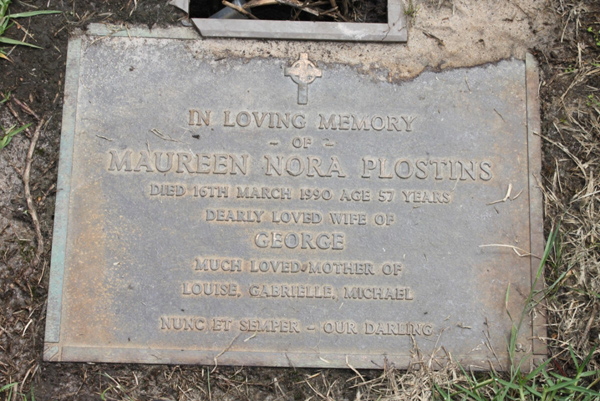 IN LOVING MEMORY
- OF -
MAUREEN NORA PLOSTINS
DIED 16TH MARCH 1990 AGE 57 YEARS
DEARLY LOVED WIFE OF
GEORGE
MUCH LOVED MOTHER OF
LOUISE, GABRIELLE, MICHAEL
NUNC ET SEMPER - OUR DARLING